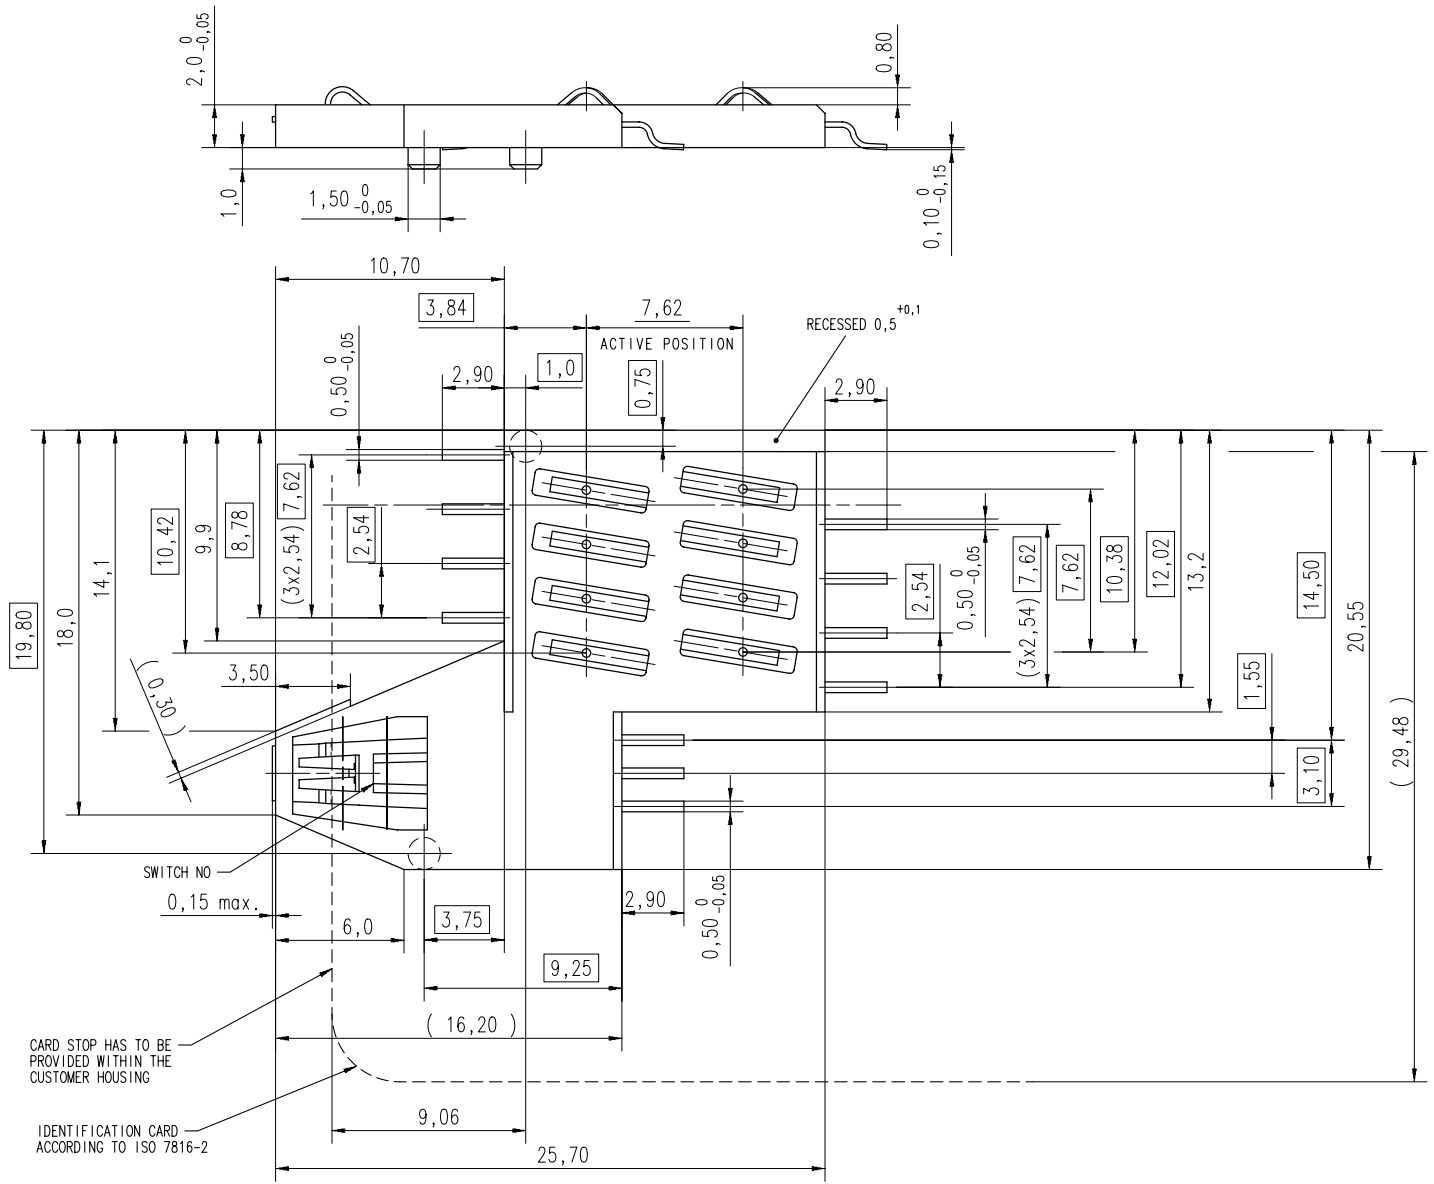 2,0 0 -0,05
0,80
1,0
1,50 0 -0,05
0,10 0 -0,15
10,70
3,84
7,62
ACTIVE POSITION
RECESSED 0,5 +0,1
0,50 0 -0,05
2,90
1,0
0,75
2,90
19,80
18,0
14,1
10,42
9,9
8,78
(3x2,54) 7,62
2,54
2,54
0,50 0 -0,05
(3x2,54) 7,62
7,62
10,38
12,02
13,2
14,50
20,55
1,55
3,10
( 29,48 )
3,50
( 0,30 )
SWITCH NO
0,15 max.
6,0
3,75
2,90
0,50 0 -0,05
9,25
( 16,20 )
CARD STOP HAS TO BE
PROVIDED WITHIN THE
CUSTOMER HOUSING
IDENTIFICATION CARD
ACCORDING TO ISO 7816-2
9,06
25,70